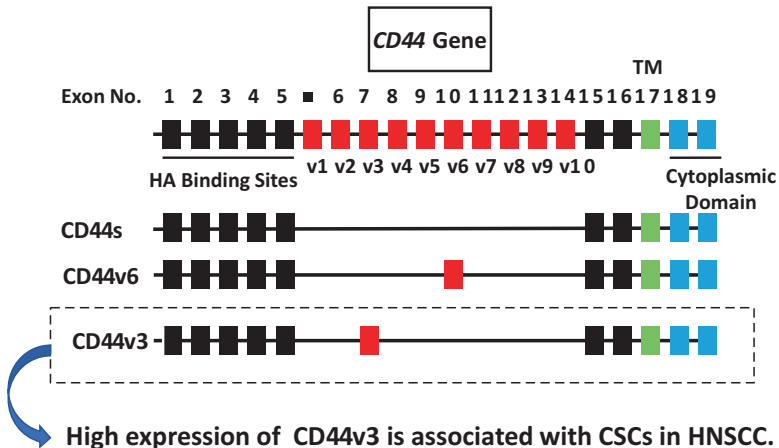 CD44 Gene
TM
Exon No. 1 2 3 4 5 ▪ 6 7 8 9 10 11 12 13 14 15 16 17 18 19
v1 v2 v3 v4 v5 v6 v7 v8 v9 v10
HA Binding Sites
Cytoplasmic
Domain
CD44s
CD44v6
CD44v3
High expression of CD44v3 is associated with CSCs in HNSCC.